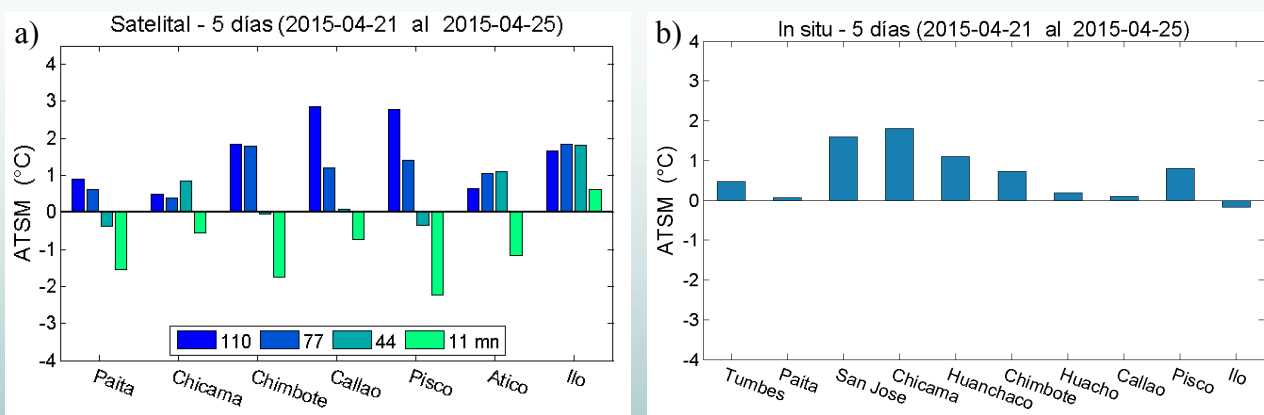 a)
Satelital - 5 días (2015-04-21 al 2015-04-25)
ATSM (°C)
4
3
2
1
0
-1
-2
-3
-4
110 77 44 11 mn
Paita Chicama Chimbote Callao Pisco Atico Ilo
b)
In situ - 5 días (2015-04-21 al 2015-04-25)
ATSM (°C)
4
3
2
1
0
-1
-2
-3
-4
Tumbes Paita San Jose Chicama Huanchaco Chimbote Huacho Callao Pisco Ilo